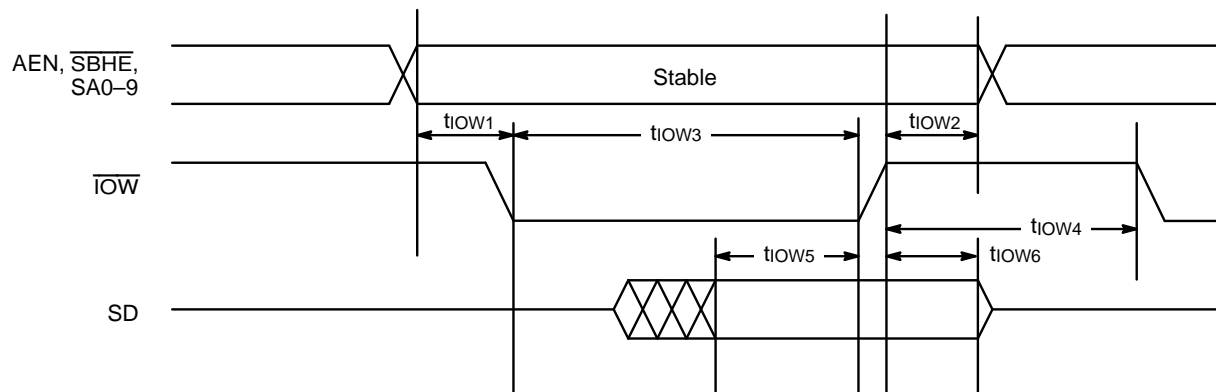 AEN, SBHE,
SA0–9
Stable
tIOW1
tIOW3
tIOW2
IOW
tIOW4
tIOW5
tIOW6
SD